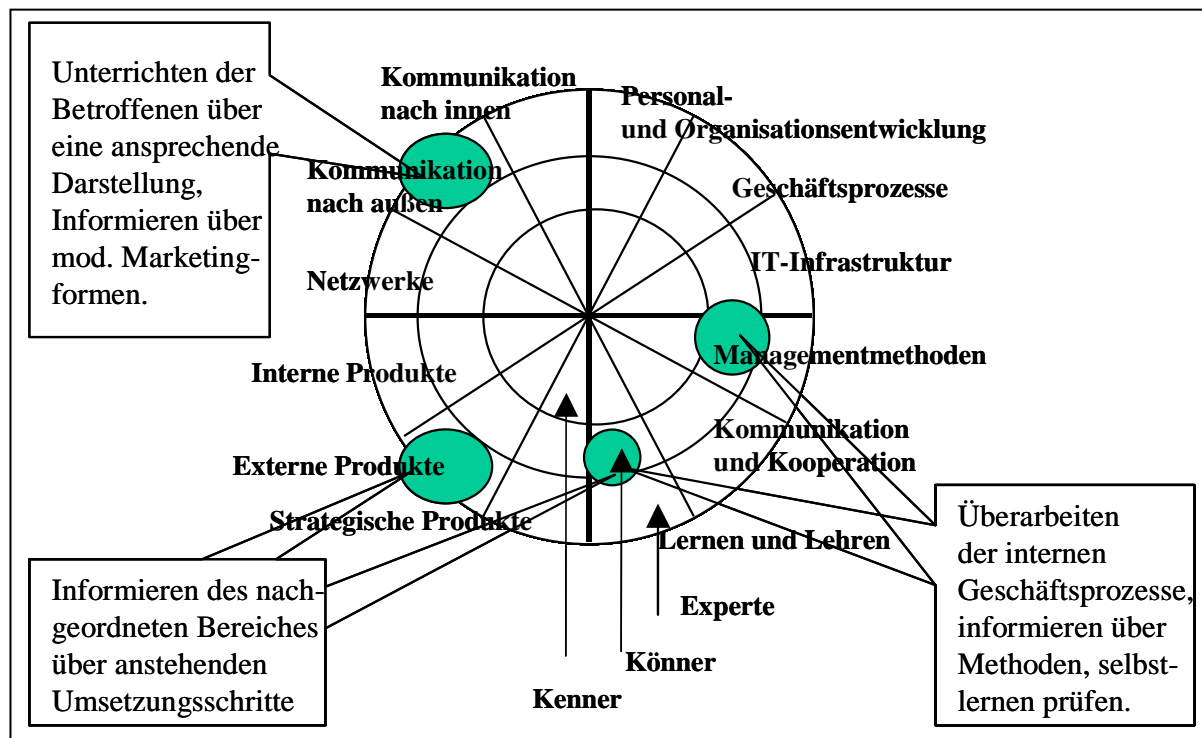 Unterrichten der
Betroffenen über
eine ansprechende
Darstellung,
Informieren über
mod. Marketing-
formen.
Kommunikation
nach innen
Personal-
und Organisationsentwicklung
Kommunikation
nach außen
Geschäftsprozesse
Netzwerke
IT-Infrastruktur
Interne Produkte
Managementmethoden
Externe Produkte
Kommunikation
und Kooperation
Strategische Produkte
Lernen und Lehren
Experte
Könner
Kenner
Informieren des nach-
geordneten Bereiches
über anstehenden
Umsetzungsschritte
Überarbeiten
der internen
Geschäftsprozesse,
informieren über
Methoden, selbst-
lernen prüfen.